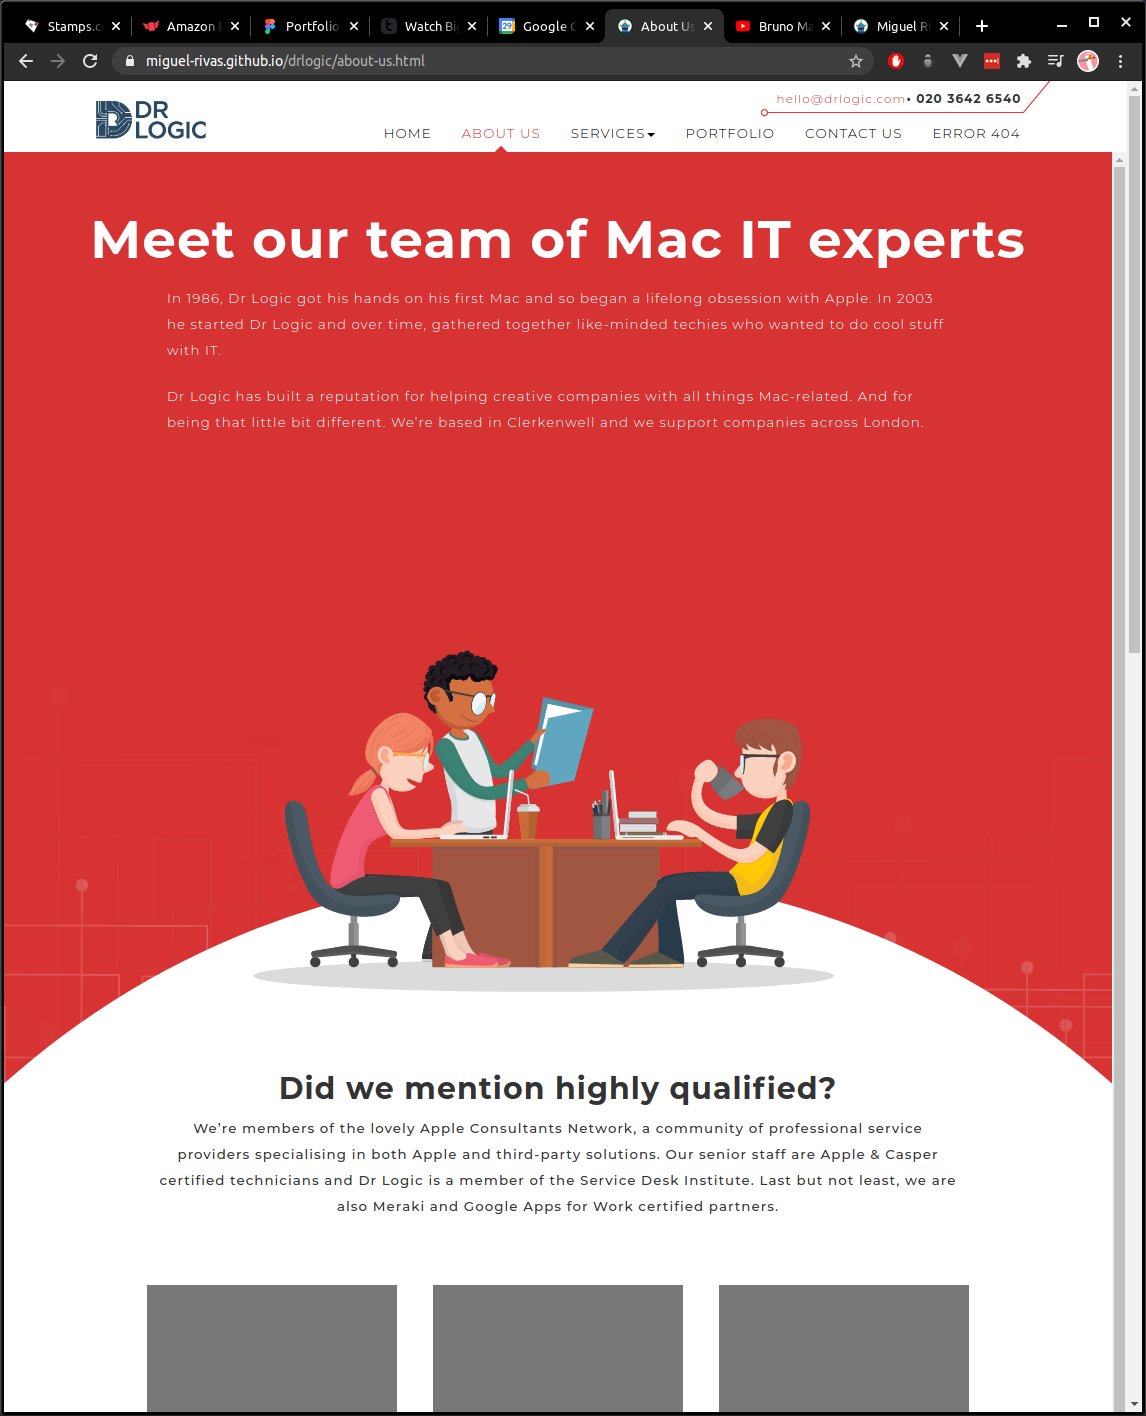 Stamps.c
Amazon
Portfolio
Watch Bi
Google C
About Us
Bruno Ma
Miguel Ri
miguel-rivas.github.io/drlogic/about-us.html
DR
LOGIC
hello@drlogic.com• 020 3642 6540
HOME ABOUT US SERVICES PORTFOLIO CONTACT US ERROR 404
Meet our team of Mac IT experts
In 1986, Dr Logic got his hands on his first Mac and so began a lifelong obsession with Apple. In 2003
he started Dr Logic and over time, gathered together like-minded techies who wanted to do cool stuff
with IT.
Dr Logic has built a reputation for helping creative companies with all things Mac-related. And for
being that little bit different. We’re based in Clerkenwell and we support companies across London.
Did we mention highly qualified?
We’re members of the lovely Apple Consultants Network, a community of professional service
providers specialising in both Apple and third-party solutions. Our senior staff are Apple & Casper
certified technicians and Dr Logic is a member of the Service Desk Institute. Last but not least, we are
also Meraki and Google Apps for Work certified partners.